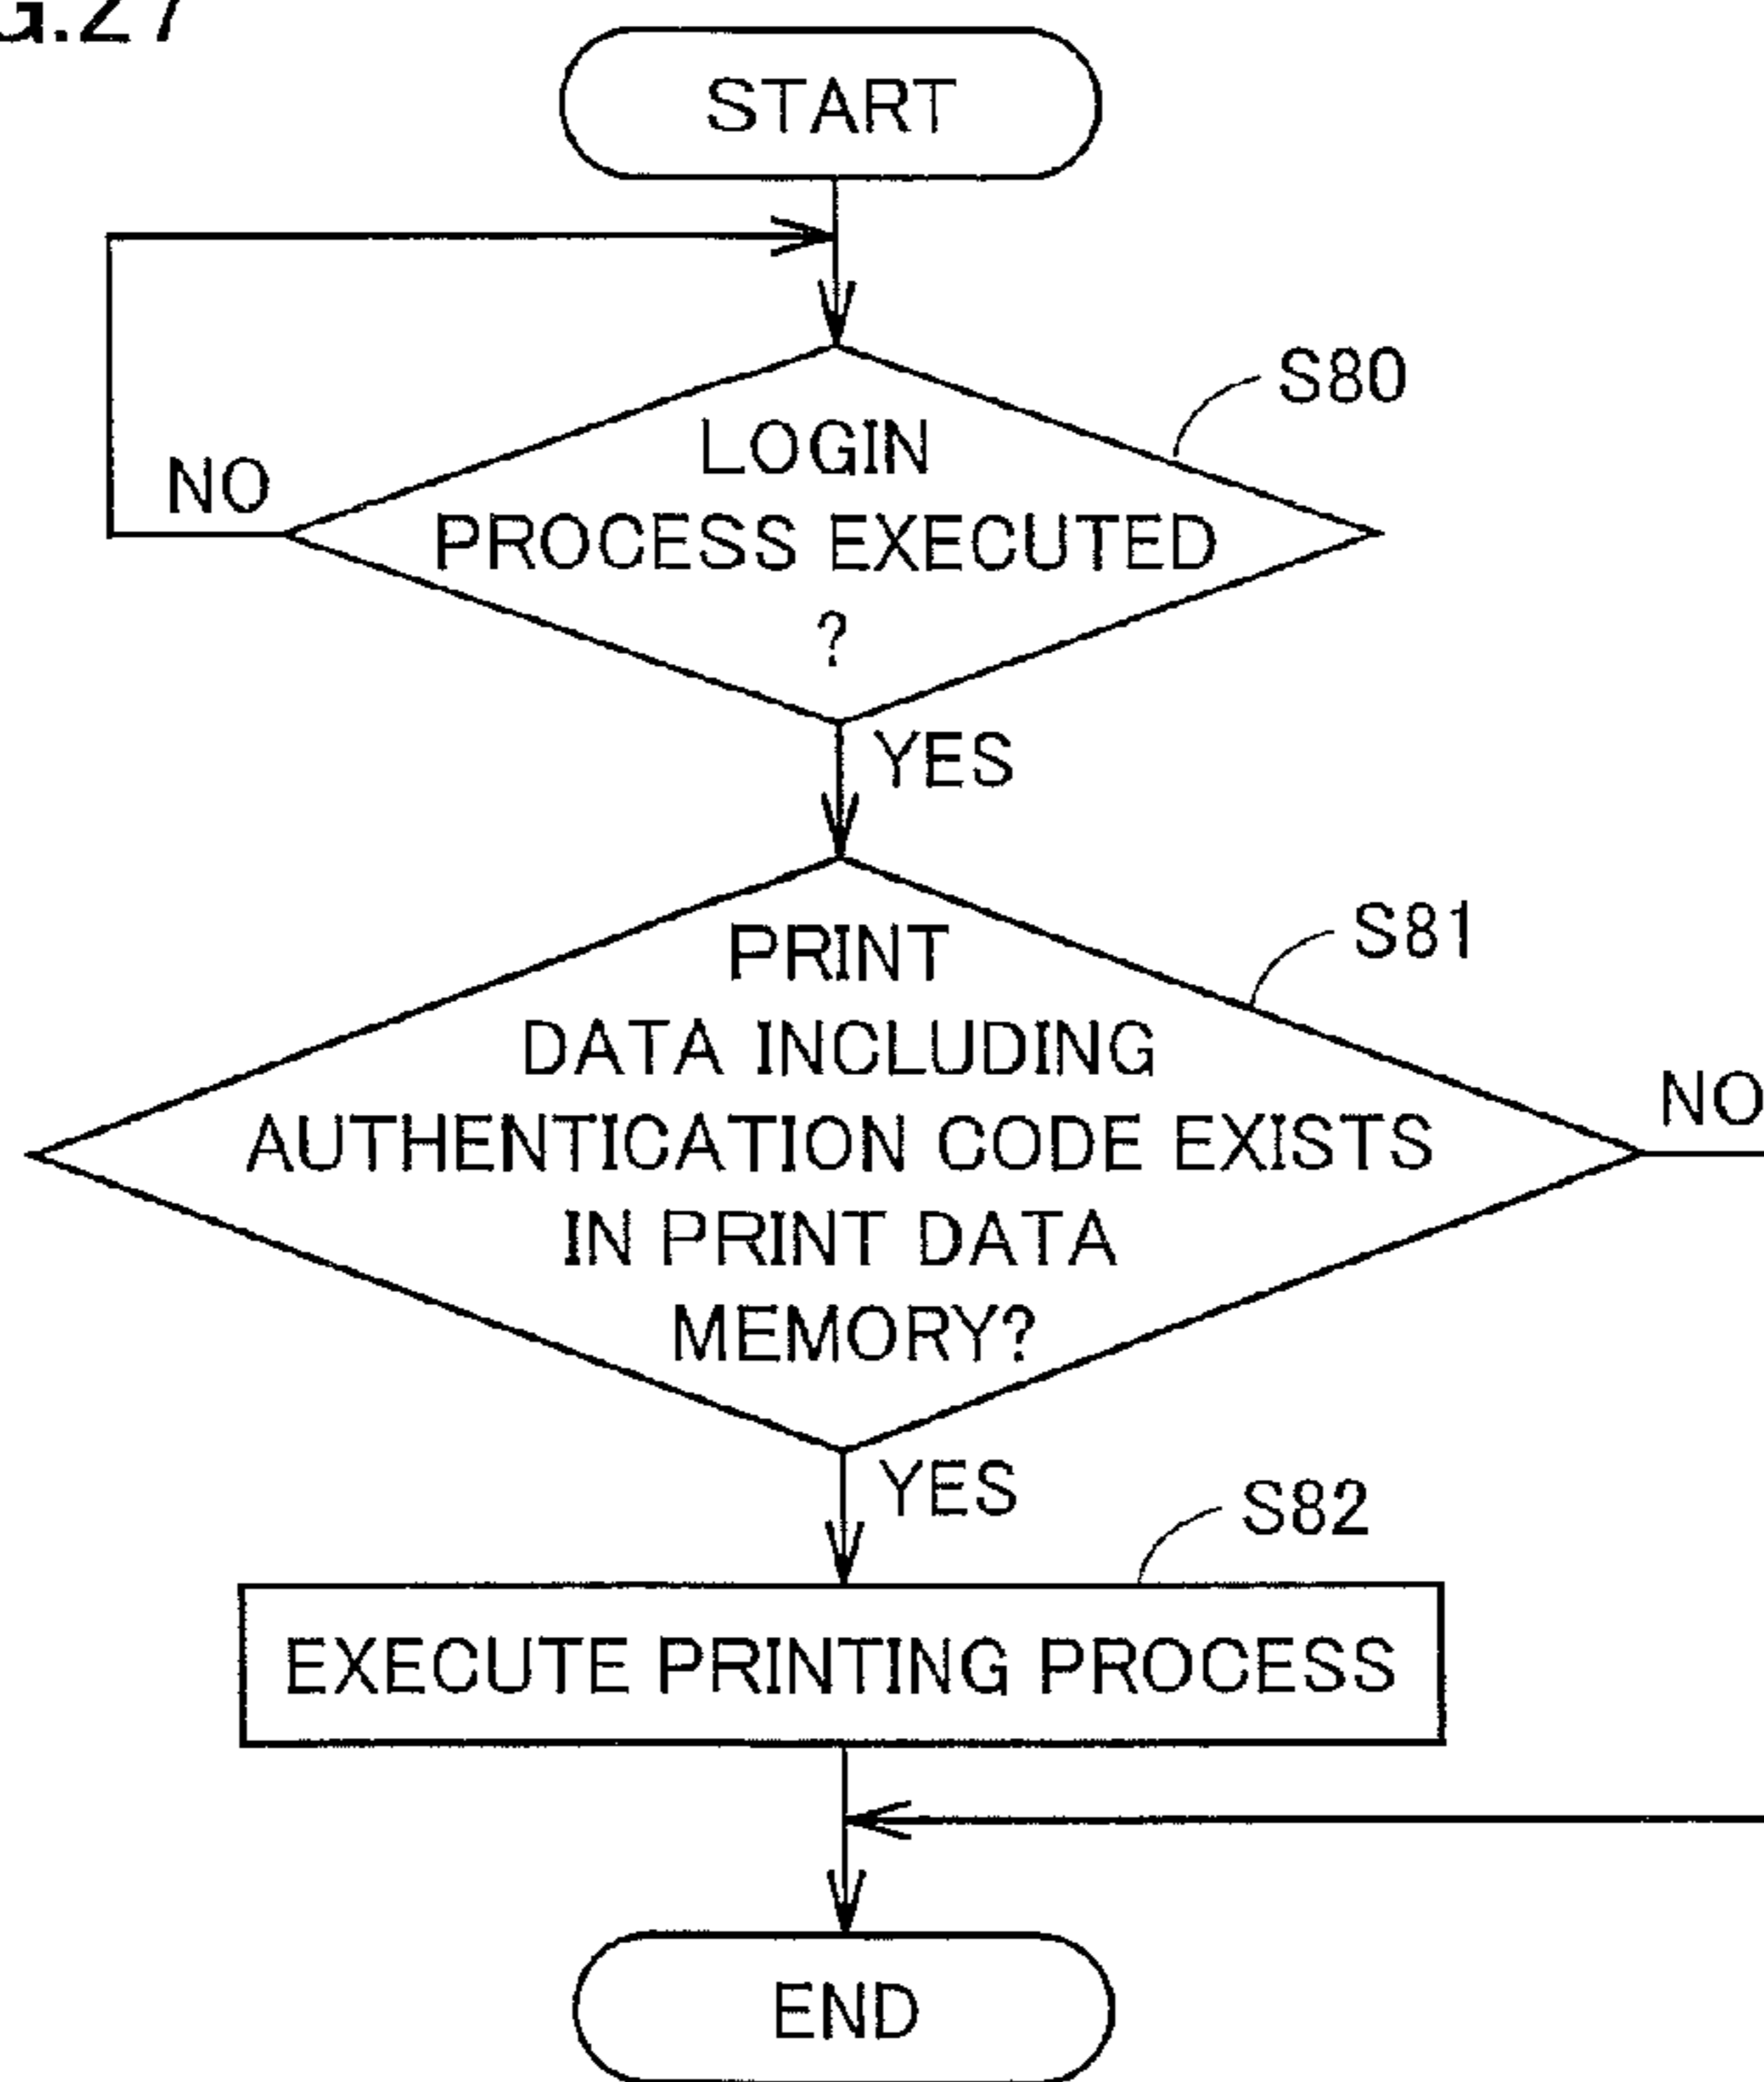 G.27
START
S80
LOGIN
NO
PROCESS EXECUTED
?
YES
S81
PRINT
DATA INCLUDING
NO
AUTHENTICATION CODE EXISTS
IN PRINT DATA
MEMORY?
YES
S82
EXECUTE PRINTING PROCESS
END